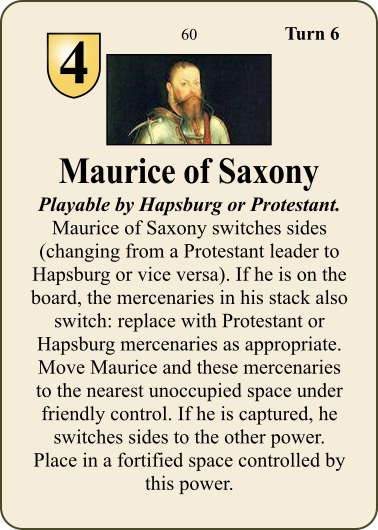 4
60
Turn 6
Maurice of Saxony
Playable by Hapsburg or Protestant.
Maurice of Saxony switches sides
(changing from a Protestant leader to
Hapsburg or vice versa). If he is on the
board, the mercenaries in his stack also
switch: replace with Protestant or
Hapsburg mercenaries as appropriate.
Move Maurice and these mercenaries
to the nearest unoccupied space under
friendly control. If he is captured, he
switches sides to the other power.
Place in a fortified space controlled by
this power.